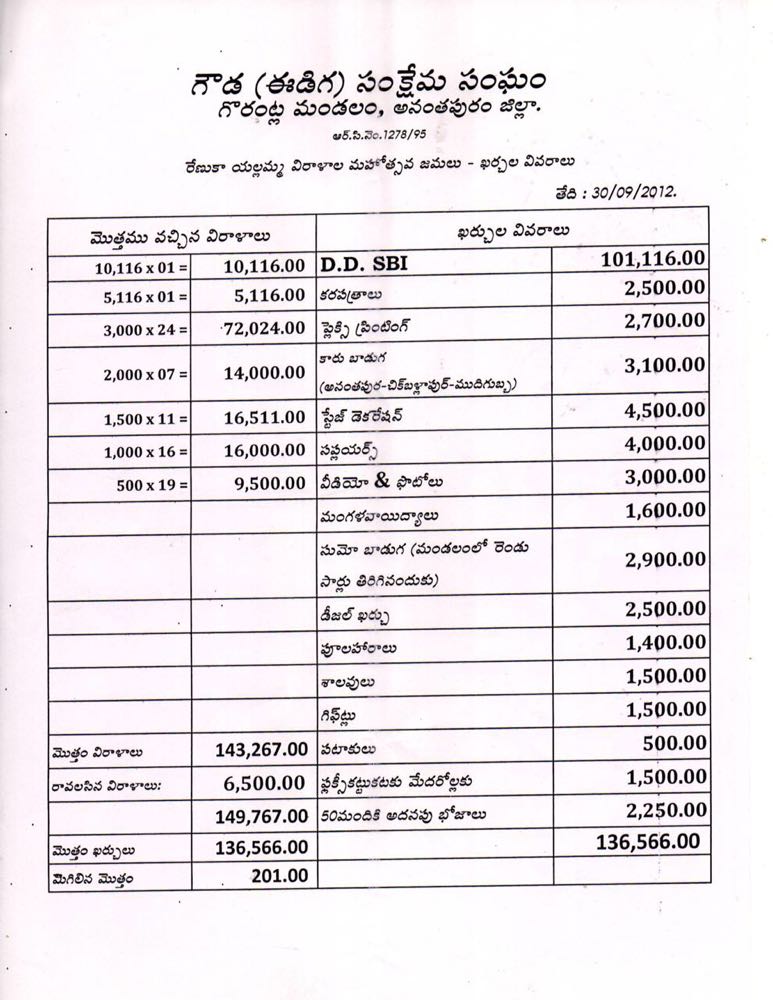 గౌడ (ఈడిగ) సంక్షేమ సంఘం
గొరంట్ల మండలం, అనంతపురం జిల్లా.
ఆర్.సి.నెం.1278/95
రేణుకా యల్లమ్మ విరాళాల మహోత్సవ జమలు - ఖర్చుల వివరాలు
తేది : 30/09/2012.
మొత్తము వచ్చిన విరాళాలు ఖర్చుల వివరాలు
10,116 x 01 = 10,116.00 D.D. SBI 101,116.00
5,116 x 01 = 5,116.00 కరపత్రాలు 2,500.00
3,000 x 24 = 72,024.00 ఫ్లెక్సి ప్రింటింగ్ 2,700.00
2,000 x 07 = 14,000.00 కారు బాడుగ
(అనంతపుర-చిక్‌బళ్లాపుర్-ముదిగుబ్బ) 3,100.00
1,500 x 11 = 16,511.00 స్టేజ్ డెకరేషన్ 4,500.00
1,000 x 16 = 16,000.00 సప్లయర్స్ 4,000.00
500 x 19 = 9,500.00 వీడియో & ఫొటోలు 3,000.00
మంగళవాయిద్యాలు 1,600.00
సుమో బాడుగ (మండలంలో రెండు
సార్లు తిరిగినందుకు) 2,900.00
డీజల్ ఖర్చు 2,500.00
పూలహారాలు 1,400.00
శాలవులు 1,500.00
గిఫ్ట్‌లు 1,500.00
మొత్తం విరాళాలు 143,267.00 పటాకులు 500.00
రావలసిన విరాళాలు: 6,500.00 ఫ్లక్సీకట్టుకటకు మేదరోల్లకు 1,500.00
149,767.00 50మందికి అదనపు భోజాలు 2,250.00
మొత్తం ఖర్చులు 136,566.00 136,566.00
మిగిలిన మొత్తం 201.00